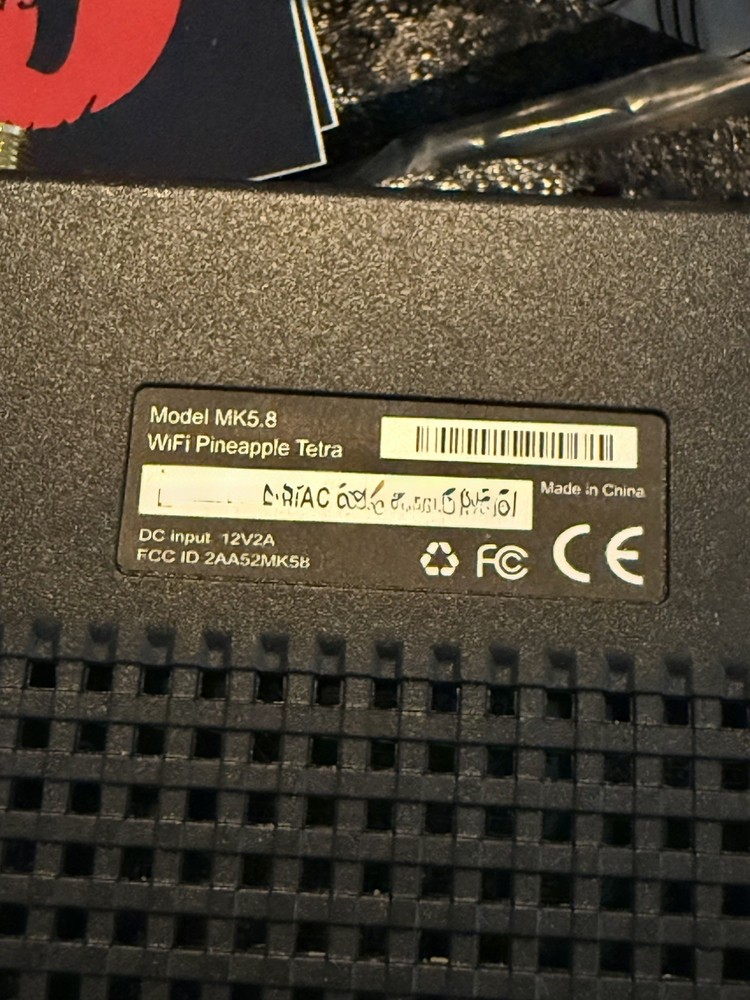 Model MK5.8
WiFi Pineapple Tetra
Made in China
DC Input 12V2A
FCC ID 2AA52MK58
FC CE